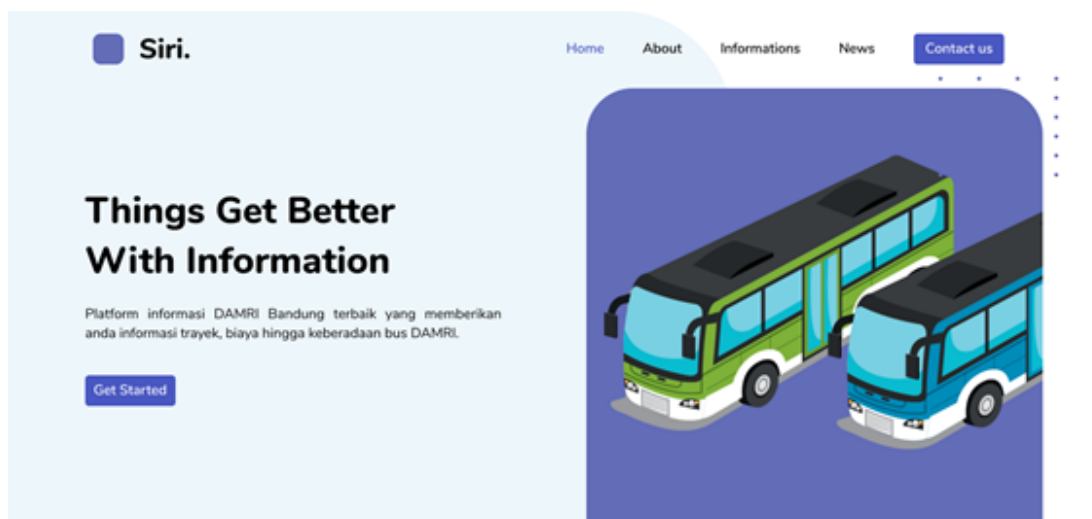 Siri.
Home About Informations News Contact us
Things Get Better
With Information
Platform informasi DAMRI Bandung terbaik yang memberikan
anda informasi trayek, biaya hingga keberadaan bus DAMRI.
Get Started